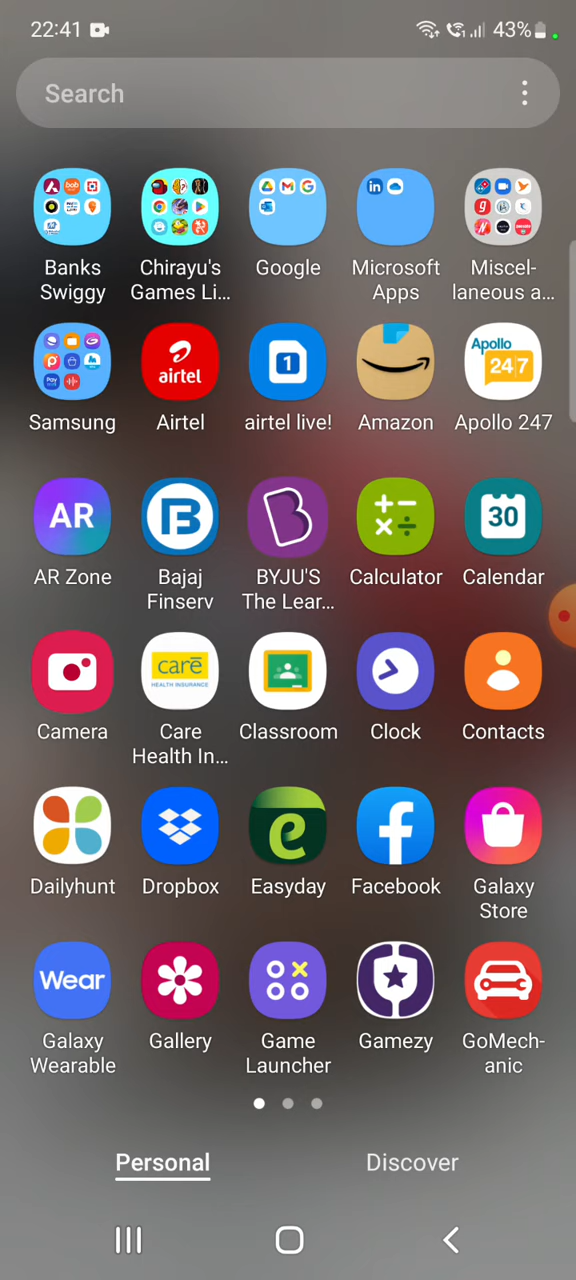 22:41
43%
Search
Banks Swiggy
Chirayu's Games Li...
Google
Microsoft Apps
Miscel-
laneous a...
Samsung
airtel
Airtel
1
airtel live!
Amazon
Apollo
24|7
Apollo 247
AR
AR Zone
Bajaj Finserv
BYJU'S The Lear...
Calculator
30
Calendar
Camera
care
HEALTH INSURANCE
Care Health In...
Classroom
Clock
Contacts
Dailyhunt
Dropbox
e
Easyday
Facebook
Galaxy Store
Wear
Galaxy Wearable
Gallery
Game Launcher
Gamezy
GoMech-
anic
Personal
Discover